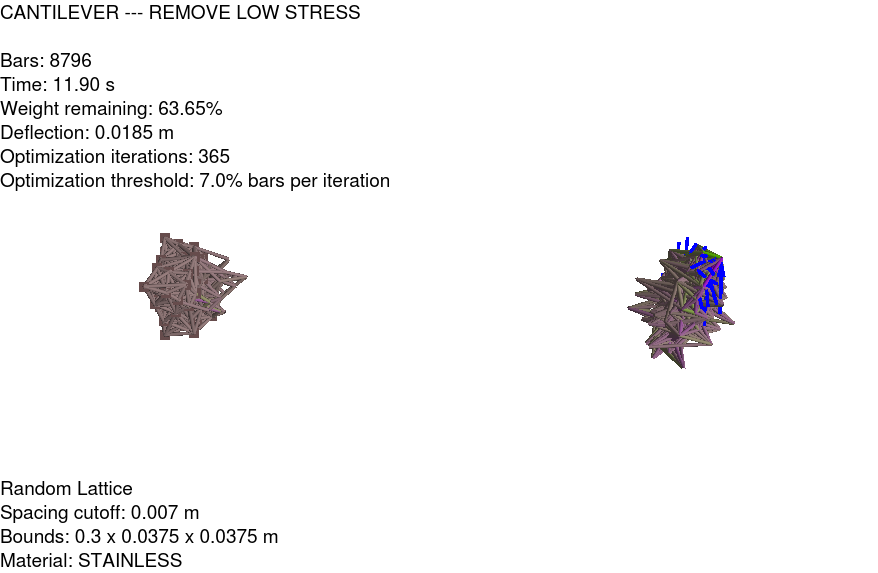 CANTILEVER --- REMOVE LOW STRESS
Bars: 8796
Time: 11.90 s
Weight remaining: 63.65%
Deflection: 0.0185 m
Optimization iterations: 365
Optimization threshold: 7.0% bars per iteration
Random Lattice
Spacing cutoff: 0.007 m
Bounds: 0.3 x 0.0375 x 0.0375 m
Material: STAINLESS